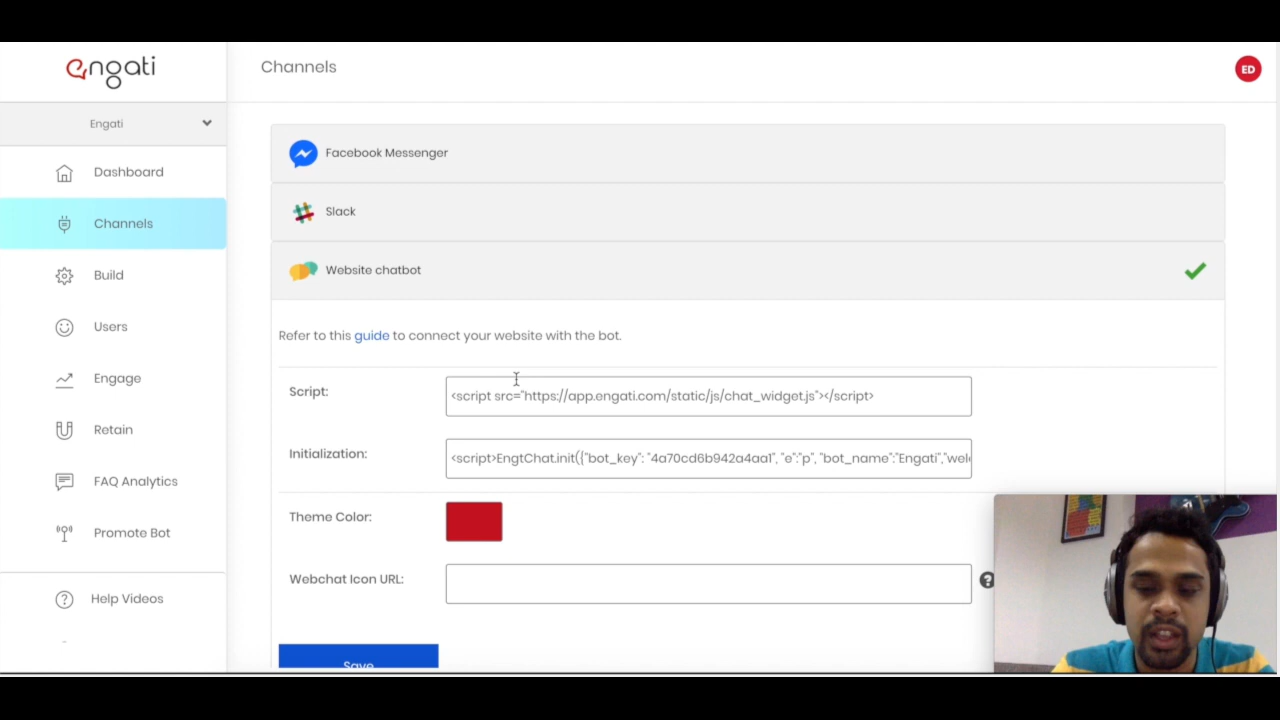 engati
Channels
ED
Engati
Dashboard
Channels
Build
Users
Engage
Retain
FAQ Analytics
Promote Bot
Help Videos
Facebook Messenger
Slack
Website chatbot
Refer to this guide to connect your website with the bot.
Script:
<script src="https://app.engati.com/static/js/chat_widget.js"></script>
Initialization:
<script>EngtChat.init({"bot_key": "4a70cd6b942a4aa1", "e":"p", "bot_name":"Engati","wel
Theme Color:
Webchat Icon URL:
?
Save